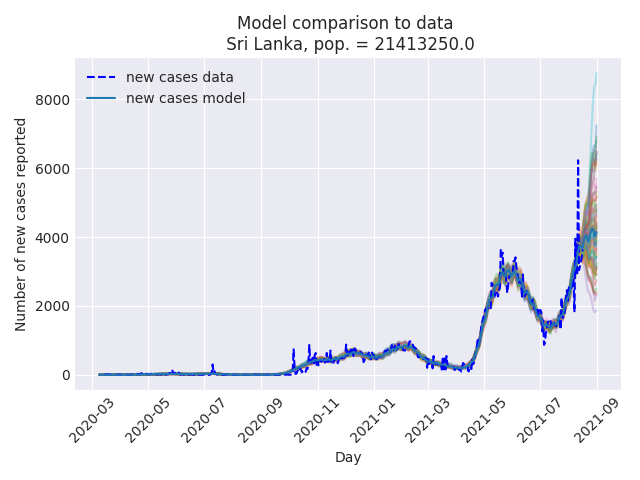 Model comparison to data
Sri Lanka, pop. = 21413250.0
new cases data
new cases model
Number of new cases reported
8000
6000
4000
2000
0
2020-03
2020-05
2020-07
2020-09
2020-11
2021-01
2021-03
2021-05
2021-07
2021-09
Day